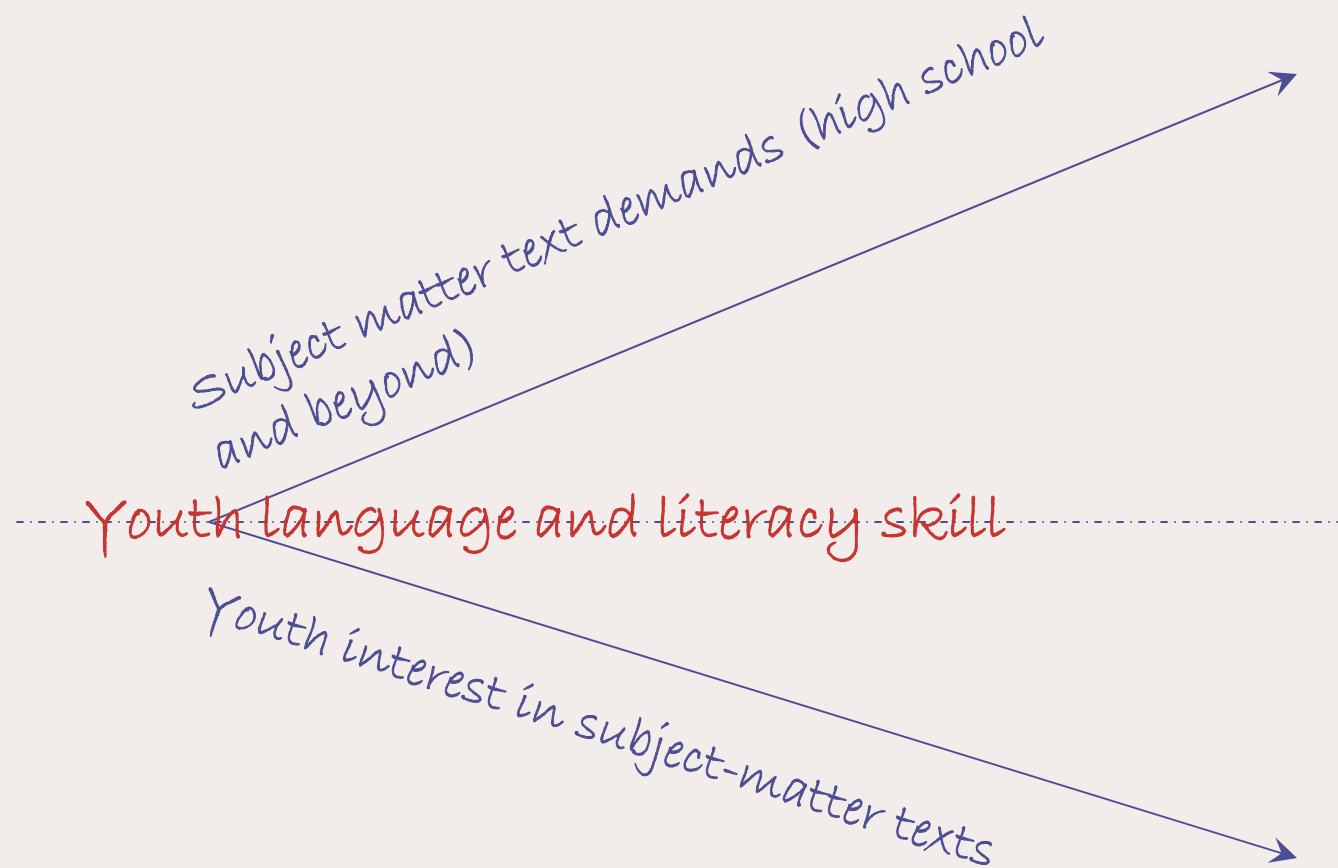 Subject matter text demands (high school
and beyond)
Youth language and literacy skill
Youth interest in subject-matter texts